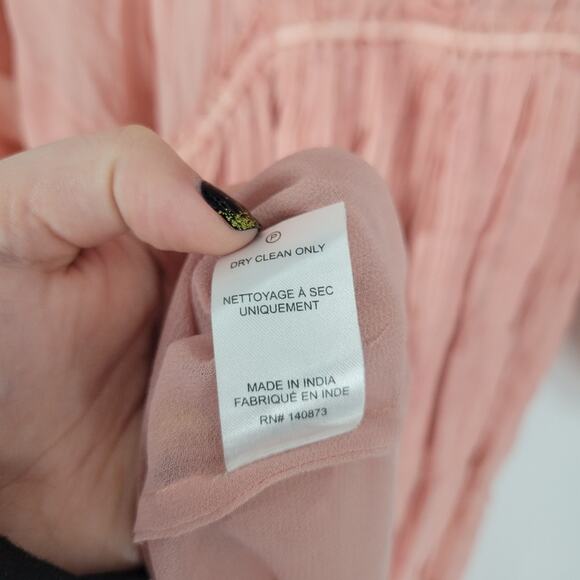 P
DRY CLEAN ONLY
NETTOYAGE À SEC
UNIQUEMENT
MADE IN INDIA
FABRIQUÉ EN INDE
RN# 140873